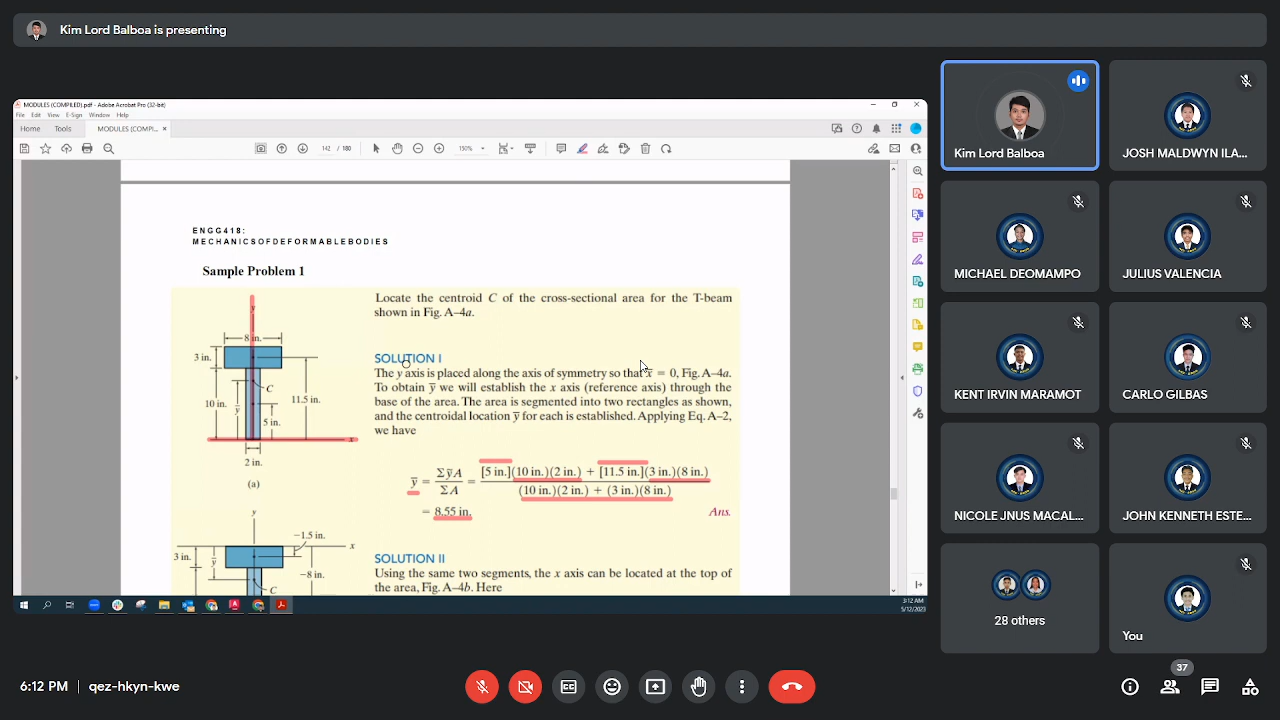 Kim Lord Balboa is presenting
MODULES (COMPILED).pdf - Adobe Acrobat Pro (32-bit)
File Edit View E-Sign Window Help
Home Tools MODULES (COMPI... ×
142 / 180 150%
ENGG418:
MECHANICSOFDEFORMABLEBODIES
Sample Problem 1
Locate the centroid C of the cross-sectional area for the T-beam
shown in Fig. A–4a.
SOLUTION I
The y axis is placed along the axis of symmetry so that x̅ = 0, Fig. A–4a.
To obtain y̅ we will establish the x axis (reference axis) through the
base of the area. The area is segmented into two rectangles as shown,
and the centroidal location y̅ for each is established. Applying Eq. A–2,
we have
y̅ = Σy̅A / ΣA = [5 in.](10 in.)(2 in.) + [11.5 in.](3 in.)(8 in.) / (10 in.)(2 in.) + (3 in.)(8 in.)
= 8.55 in. Ans.
SOLUTION II
Using the same two segments, the x axis can be located at the top of
the area, Fig. A–4b. Here
y
8 in.
3 in.
C
10 in.
y̅
11.5 in.
5 in.
x
2 in.
(a)
y
−1.5 in.
x
3 in.
y̅
−8 in.
C
3:12 AM
5/12/2023
Kim Lord Balboa
JOSH MALDWYN ILA...
MICHAEL DEOMAMPO
JULIUS VALENCIA
KENT IRVIN MARAMOT
CARLO GILBAS
NICOLE JNUS MACAL...
JOHN KENNETH ESTE...
28 others
You
6:12 PM | qez-hkyn-kwe
37